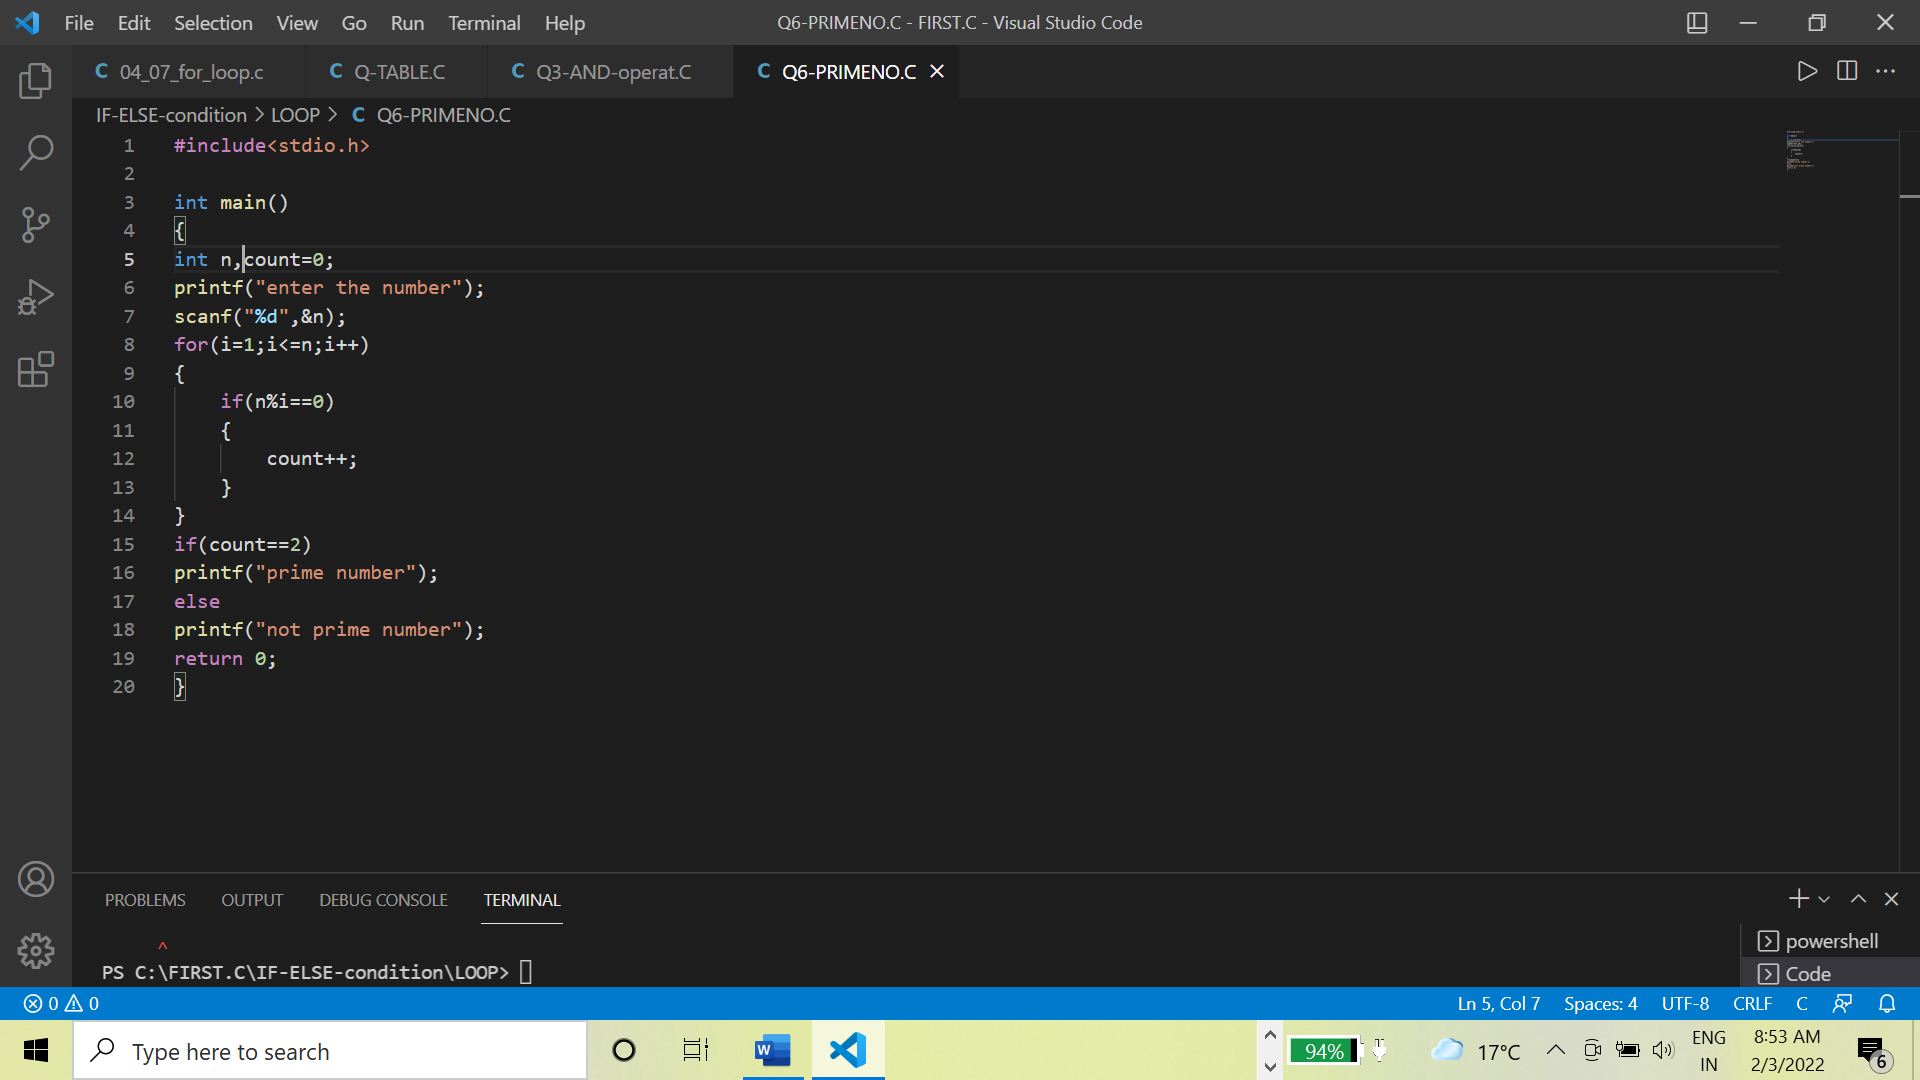 File Edit Selection View Go Run Terminal Help Q6-PRIMENO.C - FIRST.C - Visual Studio Code
C 04_07_for_loop.c C Q-TABLE.C C Q3-AND-operat.C C Q6-PRIMENO.C
IF-ELSE-condition > LOOP > C Q6-PRIMENO.C
1 #include<stdio.h>
2
3 int main()
4 {
5 int n,count=0;
6 printf("enter the number");
7 scanf("%d",&n);
8 for(i=1;i<=n;i++)
9 {
10 if(n%i==0)
11 {
12 count++;
13 }
14 }
15 if(count==2)
16 printf("prime number");
17 else
18 printf("not prime number");
19 return 0;
20 }
PROBLEMS OUTPUT DEBUG CONSOLE TERMINAL
^
powershell
PS C:\FIRST.C\IF-ELSE-condition\LOOP>
Code
0 0 Ln 5, Col 7 Spaces: 4 UTF-8 CRLF C
Type here to search W 94% 17°C ENG IN 8:53 AM 2/3/2022 6